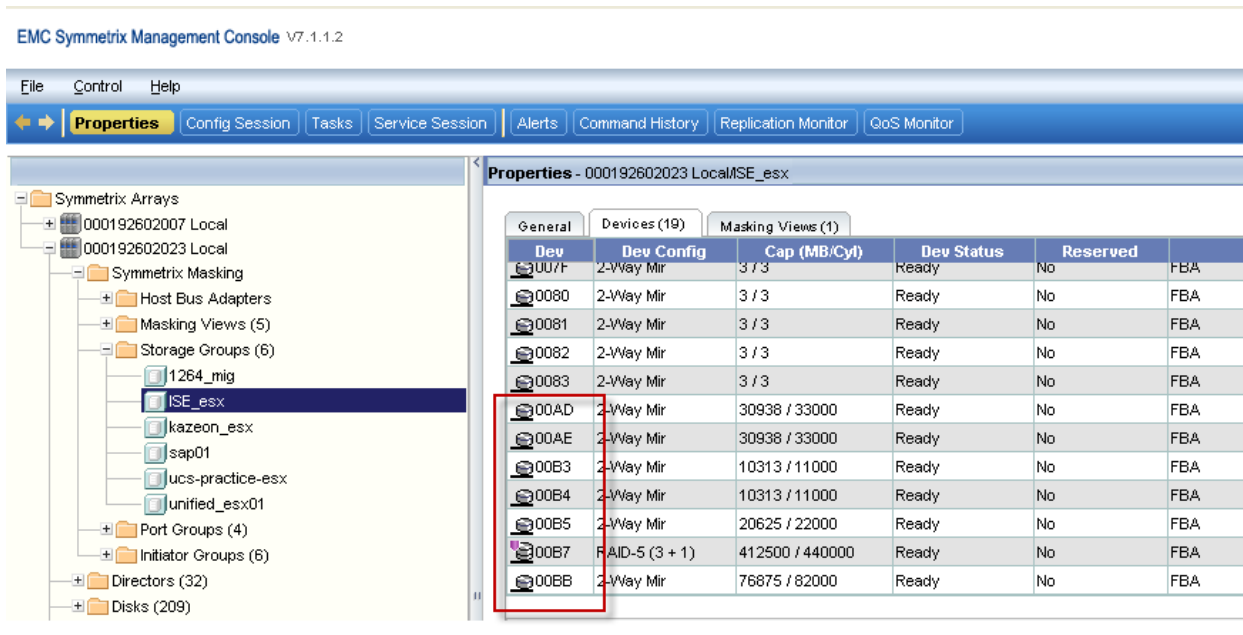 EMC Symmetrix Management Console V7.1.1.2
File Control Help
Properties Config Session Tasks Service Session Alerts Command History Replication Monitor QoS Monitor
Symmetrix Arrays
000192602007 Local
000192602023 Local
Symmetrix Masking
Host Bus Adapters
Masking Views (5)
Storage Groups (6)
1264_mig
ISE_esx
kazeon_esx
sap01
ucs-practice-esx
unified_esx01
Port Groups (4)
Initiator Groups (6)
Directors (32)
Disks (209)
Properties - 000192602023 Local/ISE_esx
General Devices (19) Masking Views (1)
Dev Dev Config Cap (MB/Cyl) Dev Status Reserved
007F 2-Way Mir 3 / 3 Ready No FBA
0080 2-Way Mir 3 / 3 Ready No FBA
0081 2-Way Mir 3 / 3 Ready No FBA
0082 2-Way Mir 3 / 3 Ready No FBA
0083 2-Way Mir 3 / 3 Ready No FBA
00AD 2-Way Mir 30938 / 33000 Ready No FBA
00AE 2-Way Mir 30938 / 33000 Ready No FBA
00B3 2-Way Mir 10313 / 11000 Ready No FBA
00B4 2-Way Mir 10313 / 11000 Ready No FBA
00B5 2-Way Mir 20625 / 22000 Ready No FBA
00B7 RAID-5 (3 + 1) 412500 / 440000 Ready No FBA
00BB 2-Way Mir 76875 / 82000 Ready No FBA